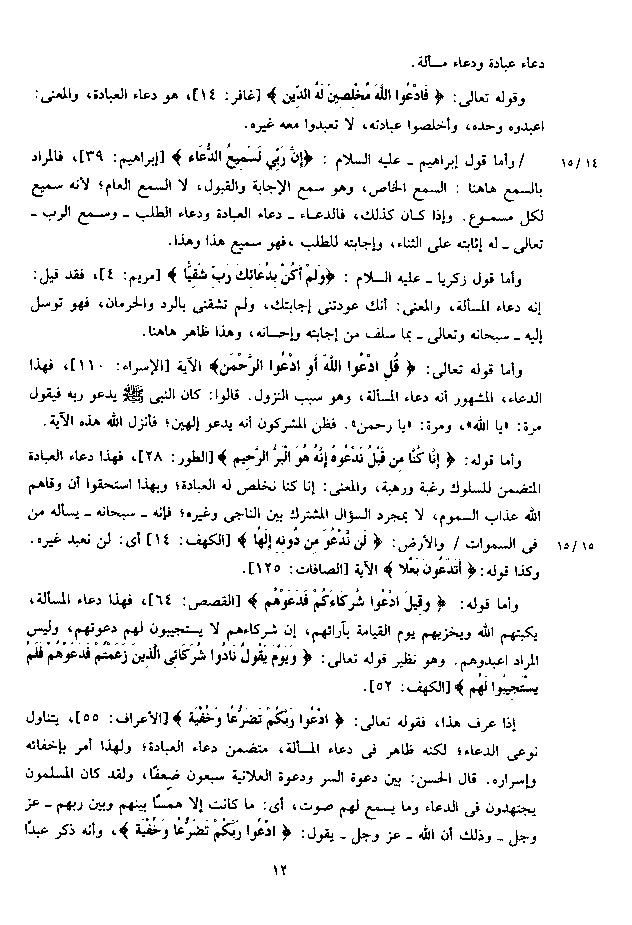 دعاء عبادة ودعاء مسألة.
وقوله تعالى: ﴿ فَادْعُوا اللَّهَ مُخْلِصِينَ لَهُ الدِّينَ ﴾ [غافر: ١٤]، هو دعاء العبادة، والمعنى:
اعبدوه وحده، وأخلصوا عبادته، لا تعبدوا معه غيره.
١٥/١٤ / وأما قول إبراهيم ـ عليه السلام : ﴿إِنَّ رَبِّي لَسَمِيعُ الدُّعَاءِ ﴾ [إبراهيم: ٣٩]، فالمراد
بالسمع هاهنا : السمع الخاص، وهو سمع الإجابة والقبول، لا السمع العام؛ لأنه سميع
لكل مسموع. وإذا كان كذلك، فالدعاء ـ دعاء العبادة ودعاء الطلب ـ وسمع الرب ـ
تعالى ـ له إثابته على الثناء، وإجابته للطلب ،فهو سميع هذا وهذا.
وأما قول زكريا ـ عليه السلام : ﴿وَلَمْ أَكُنْ بِدُعَائِكَ رَبِّ شَقِيًّا ﴾ [مريم: ٤]، فقد قيل:
إنه دعاء المسألة، والمعنى: أنك عودتنى إجابتك، ولم تشقنى بالرد والحرمان، فهو توسل
إليه ـ سبحانه وتعالى ـ بما سلف من إجابته وإحسانه، وهذا ظاهر هاهنا.
وأما قوله تعالى: ﴿ قُلِ ادْعُوا اللَّهَ أَوِ ادْعُوا الرَّحْمَنَ﴾ الآية [الإسراء: ١١٠]، فهذا
الدعاء، المشهور أنه دعاء المسألة، وهو سبب النزول. قالوا: كان النبى ﷺ يدعو ربه فيقول
مرة: «يا الله»، ومرة: «يا رحمن». فظن المشركون أنه يدعو إلهين؛ فأنزل الله هذه الآية.
وأما قوله: ﴿ إِنَّا كُنَّا مِن قَبْلُ نَدْعُوهُ إِنَّهُ هُوَ الْبَرُّ الرَّحِيمُ ﴾[الطور: ٢٨]، فهذا دعاء العبادة
المتضمن للسلوك رغبة ورهبة، والمعنى: إنا كنا نخلص له العبادة؛ وبهذا استحقوا أن وقاهم
الله عذاب السموم، لا بمجرد السؤال المشترك بين الناجى وغيره؛ فإنه ـ سبحانه ـ يسأله من
١٥/١٥ فى السموات / والأرض: ﴿ لَن نَّدْعُوَ مِن دُونِهِ إِلَهًا ﴾ [الكهف: ١٤] أى: لن نعبد غيره.
وكذا قوله:﴿ أَتَدْعُونَ بَعْلًا ﴾ الآية [الصافات: ١٢٥].
وأما قوله: ﴿ وَقِيلَ ادْعُوا شُرَكَاءَكُمْ فَدَعَوْهُمْ ﴾ [القصص: ٦٤]، فهذا دعاء المسألة،
يكبتهم الله ويخزيهم يوم القيامة بآرائهم، إن شركاءهم لا يستجيبون لهم دعوتهم، وليس
المراد اعبدوهم. وهو نظير قوله تعالى: ﴿ وَيَوْمَ يَقُولُ نَادُوا شُرَكَائِيَ الَّذِينَ زَعَمْتُمْ فَدَعَوْهُمْ فَلَمْ
يَسْتَجِيبُوا لَهُمْ ﴾ [الكهف: ٥٢].
إذا عرف هذا، فقوله تعالى: ﴿ ادْعُوا رَبَّكُمْ تَضَرُّعًا وَخُفْيَةً ﴾[الأعراف: ٥٥]، يتناول
نوعى الدعاء؛ لكنه ظاهر فى دعاء المسألة، متضمن دعاء العبادة؛ ولهذا أمر بإخفائه
وإسراره. قال الحسن: بين دعوة السر ودعوة العلانية سبعون ضعفًا، ولقد كان المسلمون
يجتهدون فى الدعاء وما يسمع لهم صوت، أى: ما كانت إلا همسًا بينهم وبين ربهم ـ عز
وجل ـ وذلك أن الله ـ عز وجل ـ يقول: ﴿ ادْعُوا رَبَّكُمْ تَضَرُّعًا وَخُفْيَةً ﴾، وأنه ذكر عبدًا
١٢